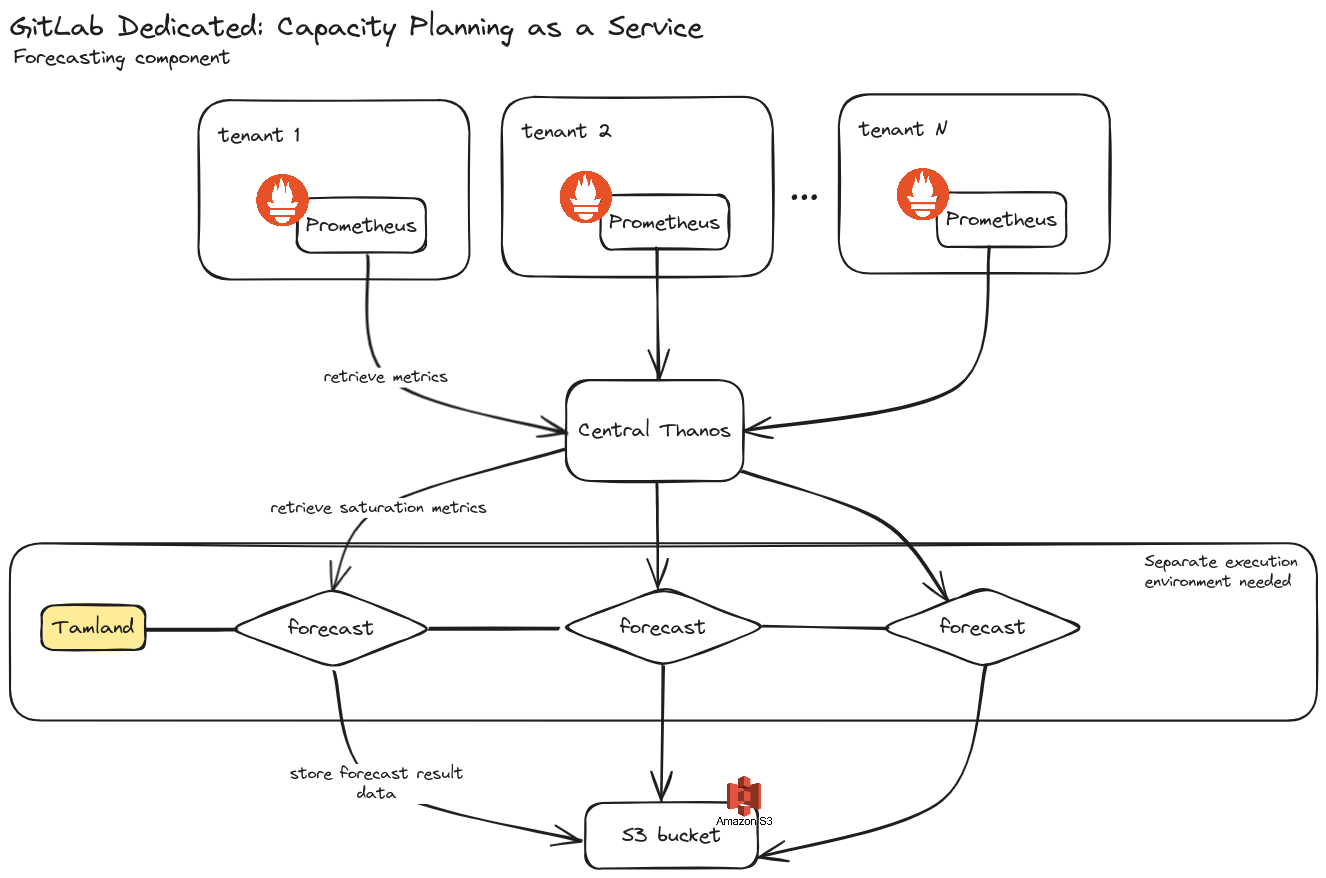 GitLab Dedicated: Capacity Planning as a Service
Forecasting component
tenant 1
tenant 2
tenant N
Prometheus
Prometheus
...
Prometheus
retrieve metrics
Central Thanos
retrieve saturation metrics
Separate execution
environment needed
Tamland
forecast
forecast
forecast
store forecast result
data
Amazon S3
S3 bucket